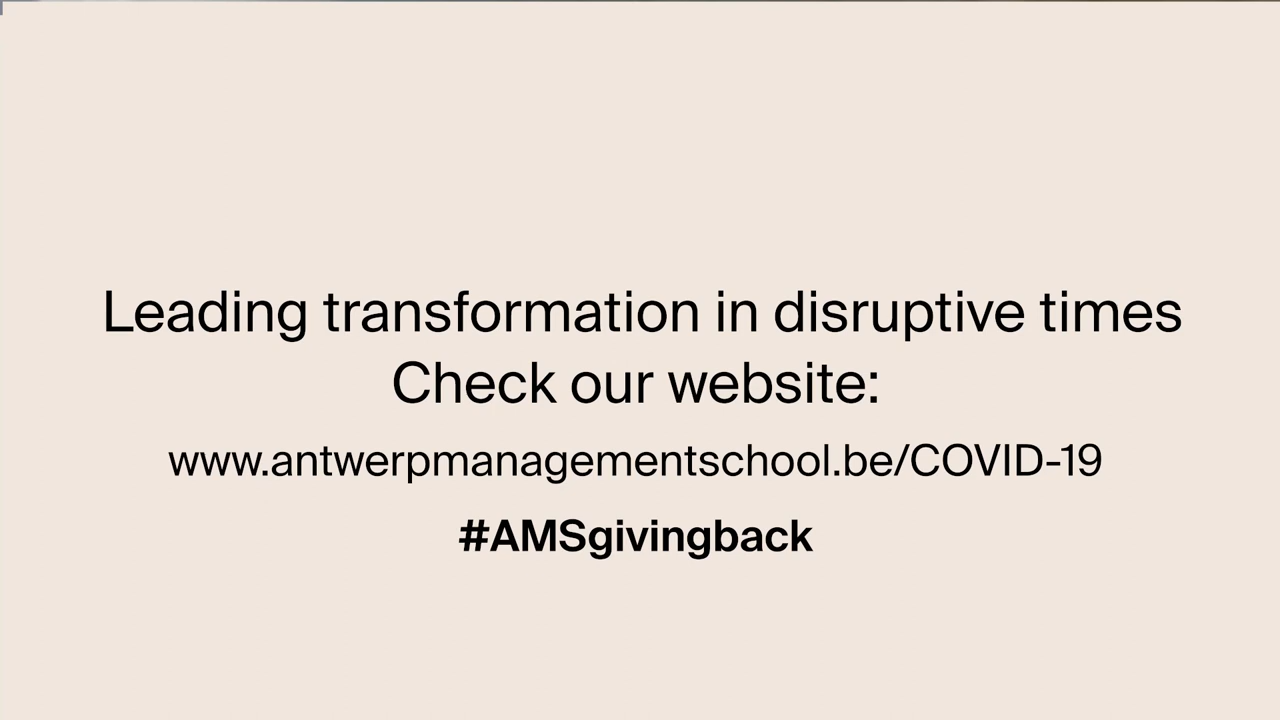 Leading transformation in disruptive times
Check our website:
www.antwerpmanagementschool.be/COVID-19
#AMSgivingback